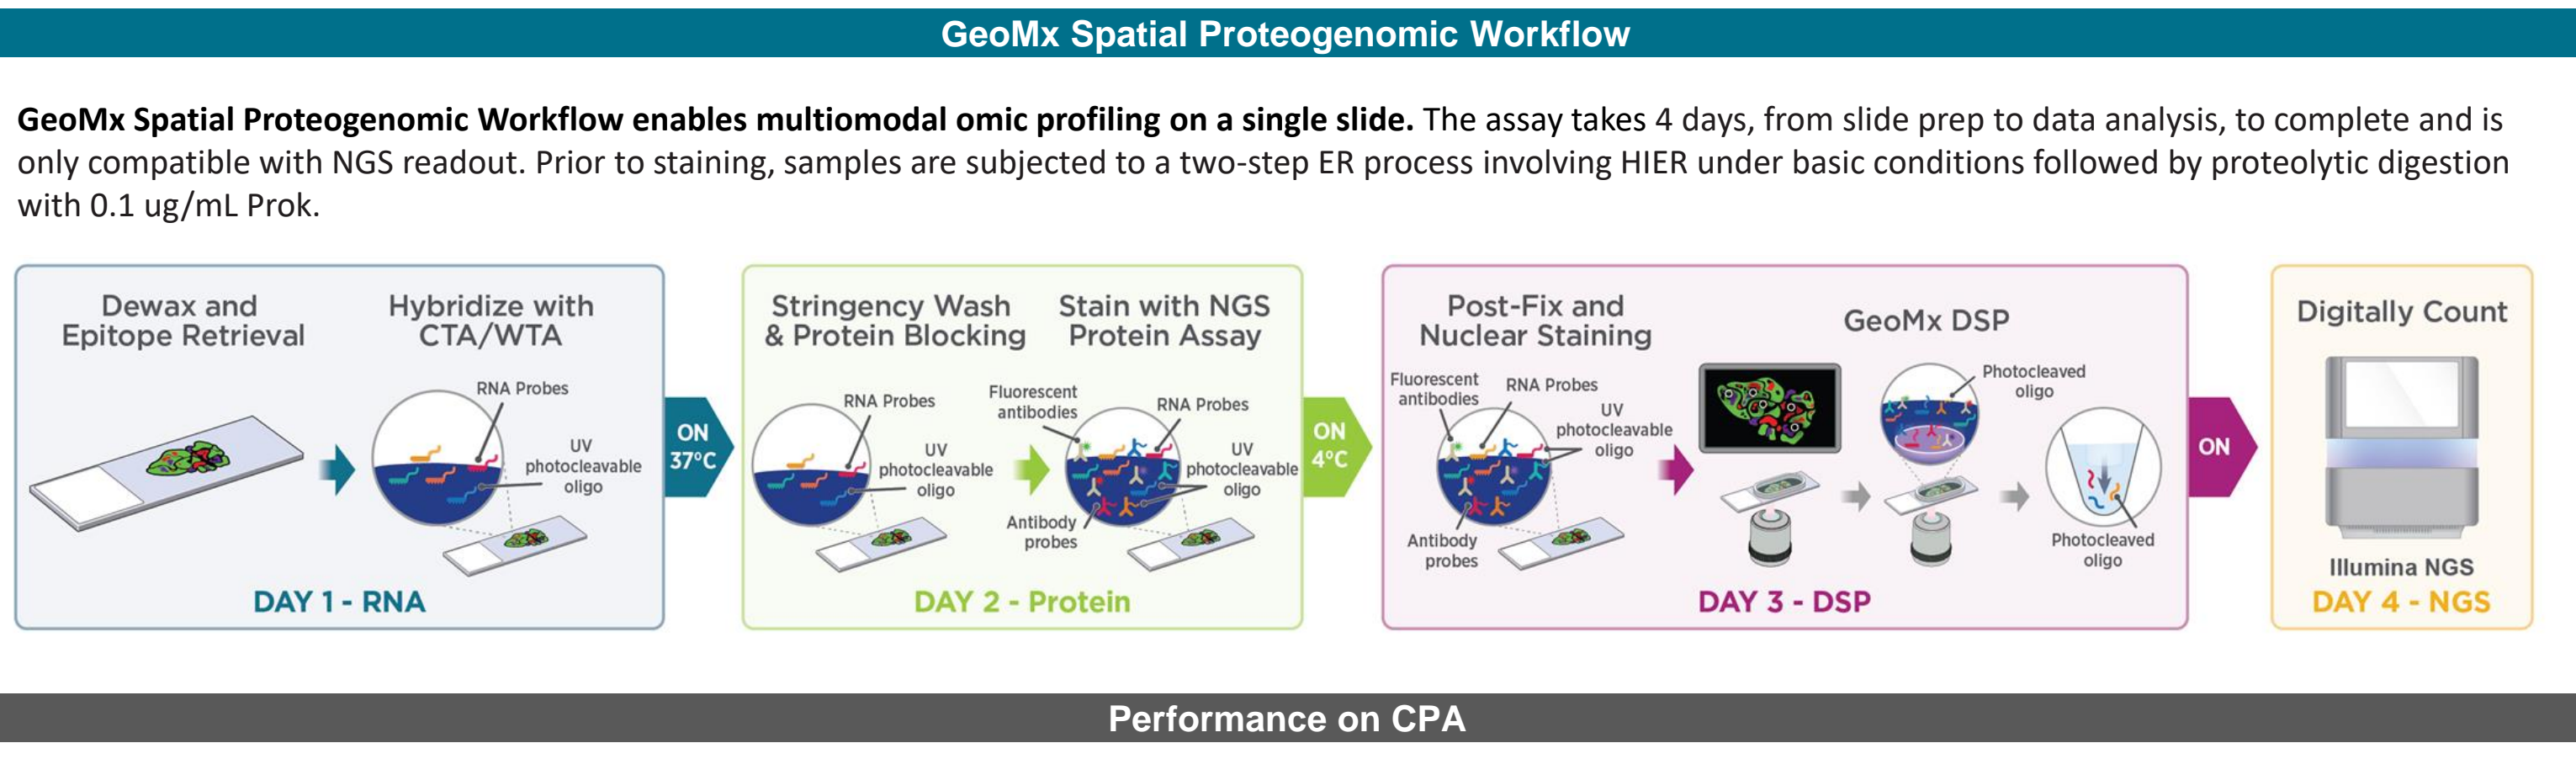 GeoMx Spatial Proteogenomic Workflow
GeoMx Spatial Proteogenomic Workflow enables multiomodal omic profiling on a single slide. The assay takes 4 days, from slide prep to data analysis, to complete and is
only compatible with NGS readout. Prior to staining, samples are subjected to a two-step ER process involving HIER under basic conditions followed by proteolytic digestion
with 0.1 ug/mL Prok.
Dewax and
Epitope Retrieval
Hybridize with
CTA/WTA
RNA Probes
UV
photocleavable
oligo
DAY 1 - RNA
ON
37°C
Stringency Wash
& Protein Blocking
Stain with NGS
Protein Assay
RNA Probes
UV
photocleavable
oligo
Fluorescent
antibodies
RNA Probes
UV
photocleavable
oligo
Antibody
probes
DAY 2 - Protein
ON
4°C
Post-Fix and
Nuclear Staining
GeoMx DSP
Fluorescent
antibodies
RNA Probes
UV
photocleavable
oligo
Antibody
probes
Photocleaved
oligo
Photocleaved
oligo
DAY 3 - DSP
ON
Digitally Count
Illumina NGS
DAY 4 - NGS
Performance on CPA